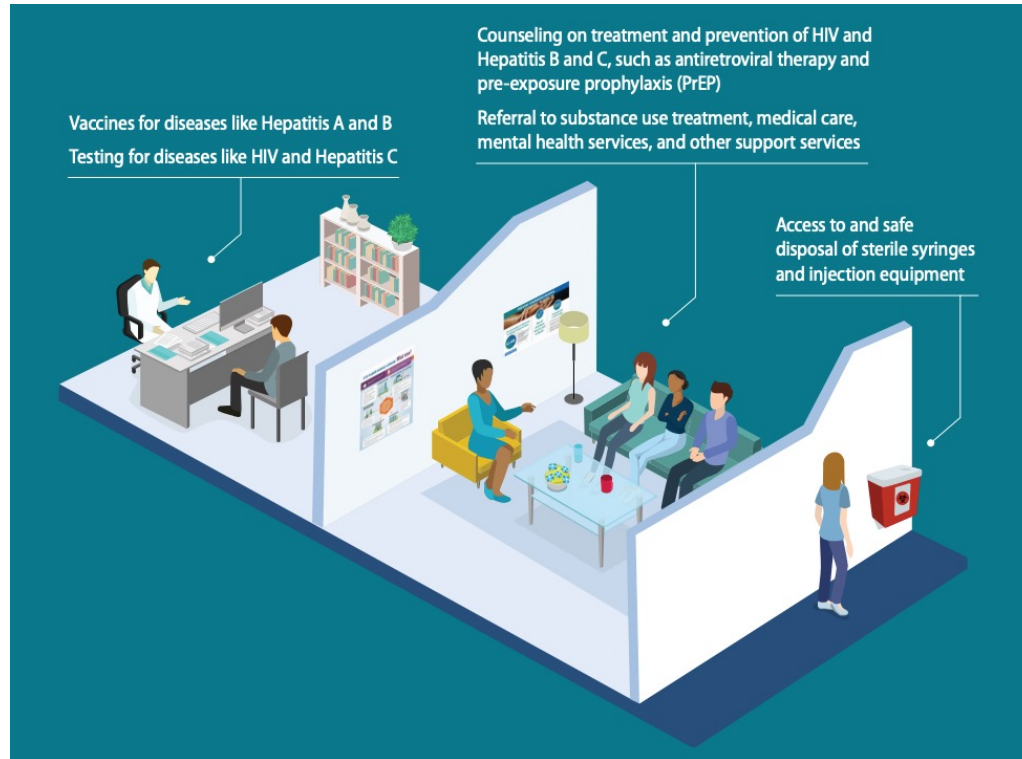 Counseling on treatment and prevention of HIV and
Hepatitis B and C, such as antiretroviral therapy and
pre-exposure prophylaxis (PrEP)
Referral to substance use treatment, medical care,
mental health services, and other support services
Vaccines for diseases like Hepatitis A and B
Testing for diseases like HIV and Hepatitis C
Access to and safe
disposal of sterile syringes
and injection equipment